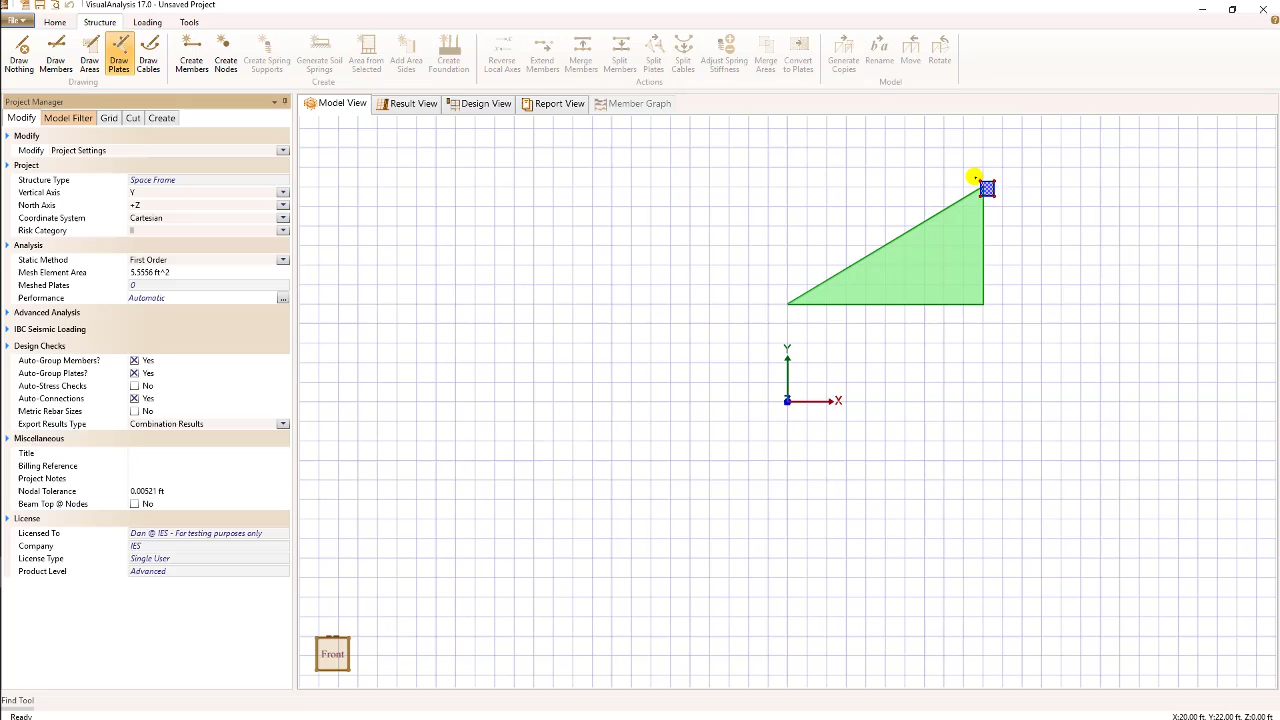 VisualAnalysis 17.0 - Unsaved Project
File Home Structure Loading Tools
Draw Nothing
Draw Members
Draw Areas
Draw Plates
Draw Cables
Create Members
Create Nodes
Create Spring Supports
Generate Soil Springs
Area from Selected
Add Area Sides
Create Foundation
Reverse Local Axes
Extend Members
Merge Members
Split Members
Split Plates
Split Cables
Adjust Spring Stiffness
Merge Areas
Convert to Plates
Generate Copies
Rename
Move
Rotate
Drawing Create Actions Model
Project Manager
Modify Model Filter Grid Cut Create
Model View Result View Design View Report View Member Graph
Modify
Modify Project Settings
Project
Structure Type Space Frame
Vertical Axis Y
North Axis +Z
Coordinate System Cartesian
Risk Category II
Analysis
Static Method First Order
Mesh Element Area 5.5556 ft^2
Meshed Plates 0
Performance Automatic ...
Advanced Analysis
IBC Seismic Loading
Design Checks
Auto-Group Members? Yes
Auto-Group Plates? Yes
Auto-Stress Checks No
Auto-Connections Yes
Metric Rebar Sizes No
Export Results Type Combination Results
Miscellaneous
Title
Billing Reference
Project Notes
Nodal Tolerance 0.00521 ft
Beam Top @ Nodes No
License
Licensed To Dan @ IES - For testing purposes only
Company IES
License Type Single User
Product Level Advanced
Y
X
Front
Find Tool
Ready
X:20.00 ft. Y:22.00 ft. Z:0.00 ft.